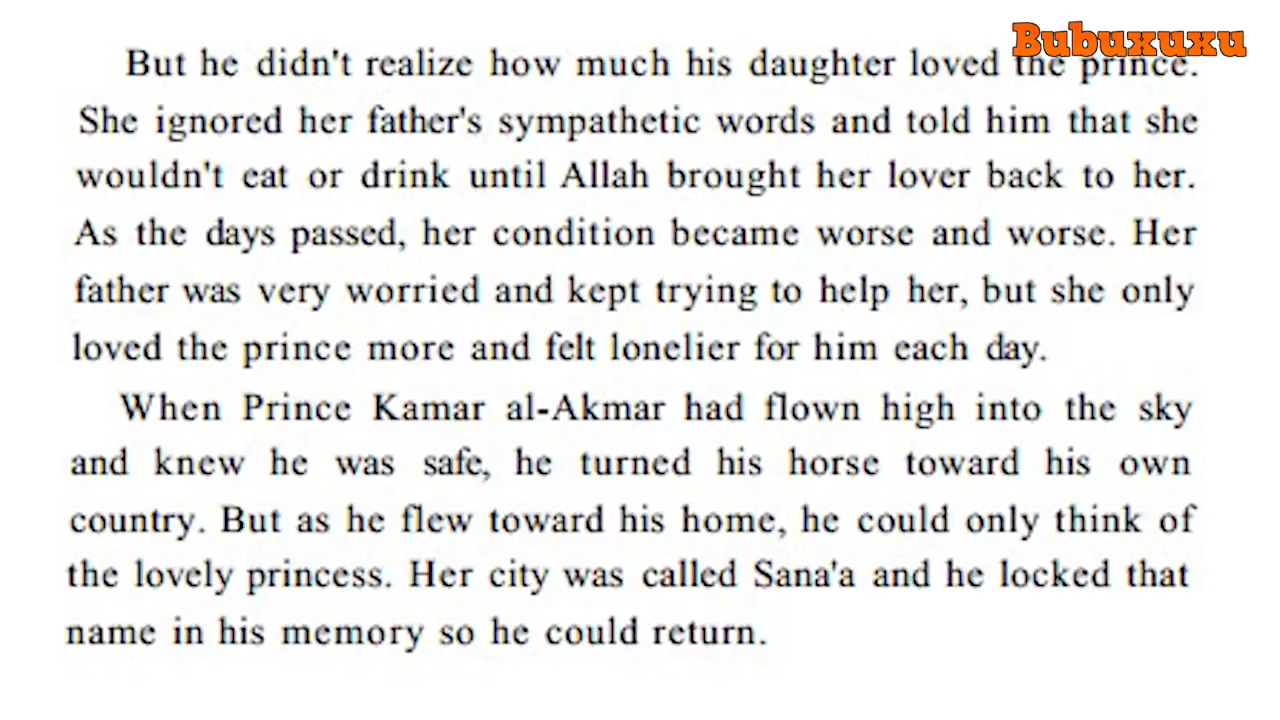 Bubuxuxu
But he didn't realize how much his daughter loved the prince.
She ignored her father's sympathetic words and told him that she
wouldn't eat or drink until Allah brought her lover back to her.
As the days passed, her condition became worse and worse. Her
father was very worried and kept trying to help her, but she only
loved the prince more and felt lonelier for him each day.
When Prince Kamar al-Akmar had flown high into the sky
and knew he was safe, he turned his horse toward his own
country. But as he flew toward his home, he could only think of
the lovely princess. Her city was called Sana'a and he locked that
name in his memory so he could return.